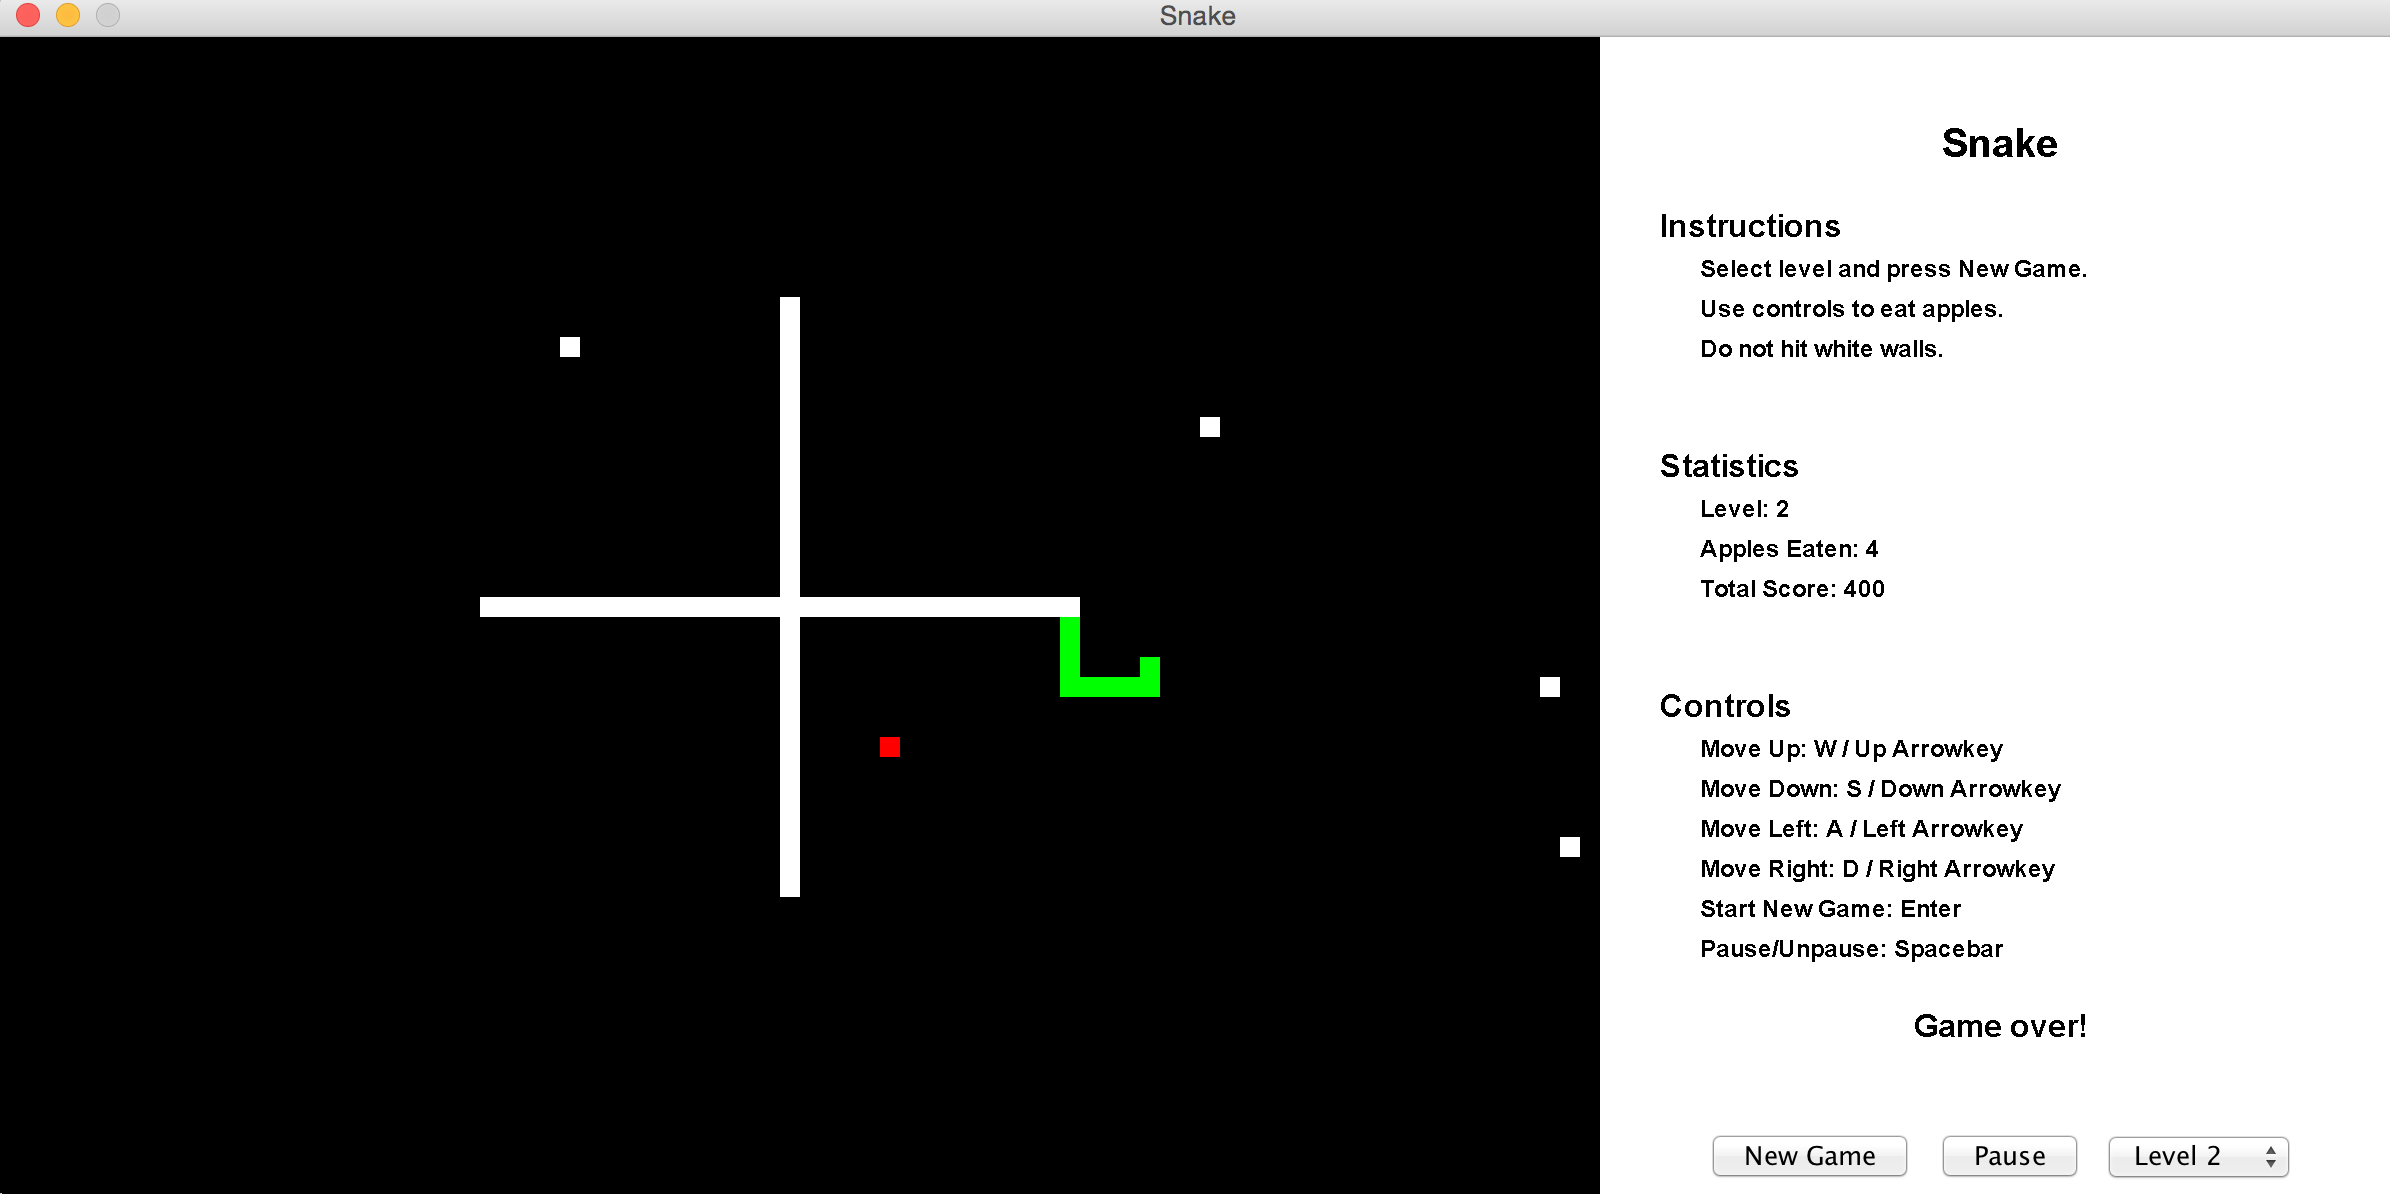 Snake
Snake
Instructions
Select level and press New Game.
Use controls to eat apples.
Do not hit white walls.
Statistics
Level: 2
Apples Eaten: 4
Total Score: 400
Controls
Move Up: W / Up Arrowkey
Move Down: S / Down Arrowkey
Move Left: A / Left Arrowkey
Move Right: D / Right Arrowkey
Start New Game: Enter
Pause/Unpause: Spacebar
Game over!
New Game Pause Level 2